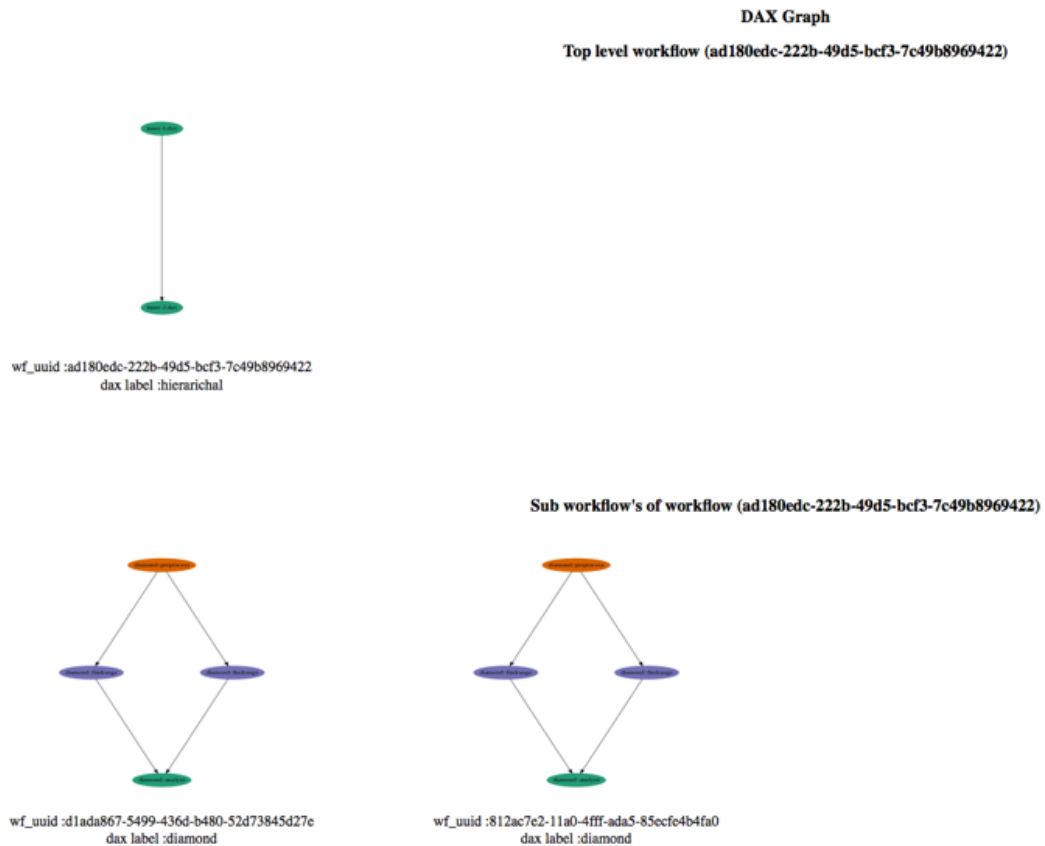 DAX Graph
Top level workflow (ad180edc-222b-49d5-bcf3-7c49b8969422)
wf_uuid :ad180edc-222b-49d5-bcf3-7c49b8969422
dax label :hierarichal
Sub workflow's of workflow (ad180edc-222b-49d5-bcf3-7c49b8969422)
wf_uuid :d1ada867-5499-436d-b480-52d73845d27e
dax label :diamond
wf_uuid :812ac7e2-11a0-4fff-ada5-85ecfe4b4fa0
dax label :diamond